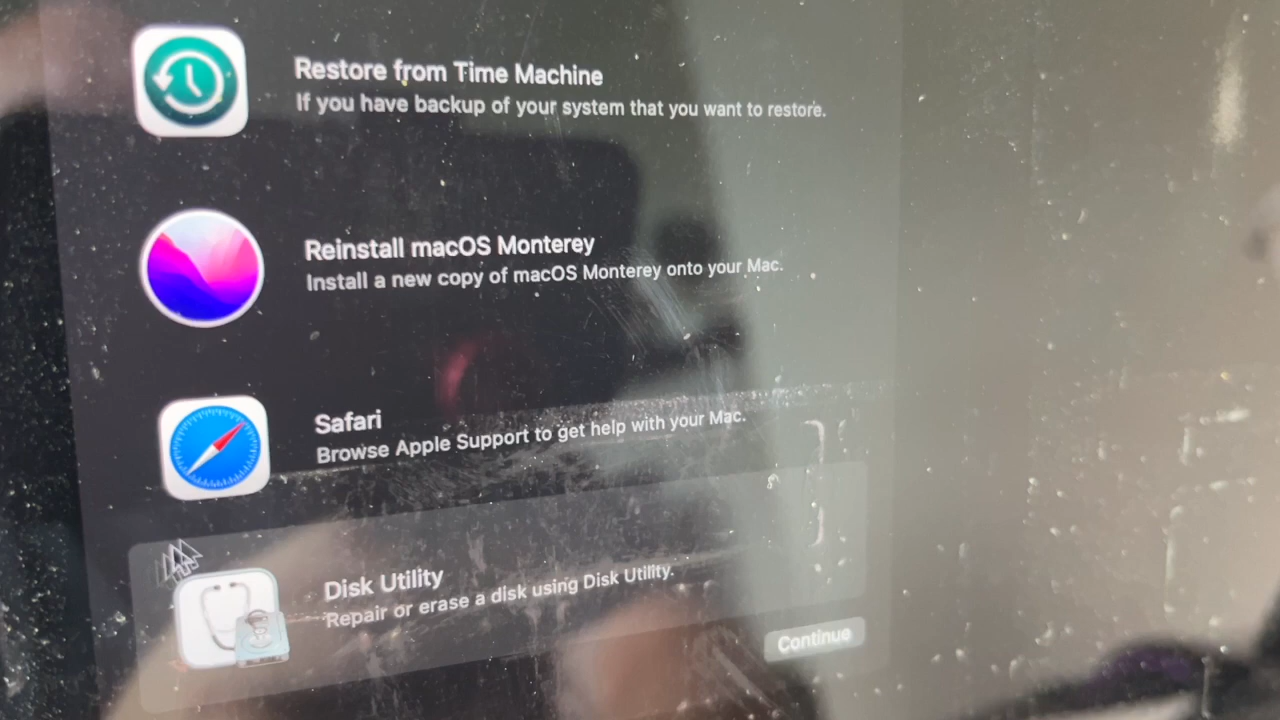 Restore from Time Machine
If you have backup of your system that you want to restore.
Reinstall macOS Monterey
Install a new copy of macOS Monterey onto your Mac.
Safari
Browse Apple Support to get help with your Mac.
Disk Utility
Repair or erase a disk using Disk Utility.
Continue